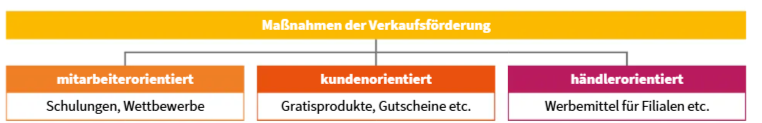 Maßnahmen der Verkaufsförderung
mitarbeiterorientiert
Schulungen, Wettbewerbe
kundenorientiert
Gratisprodukte, Gutscheine etc.
händlerorientiert
Werbemittel für Filialen etc.